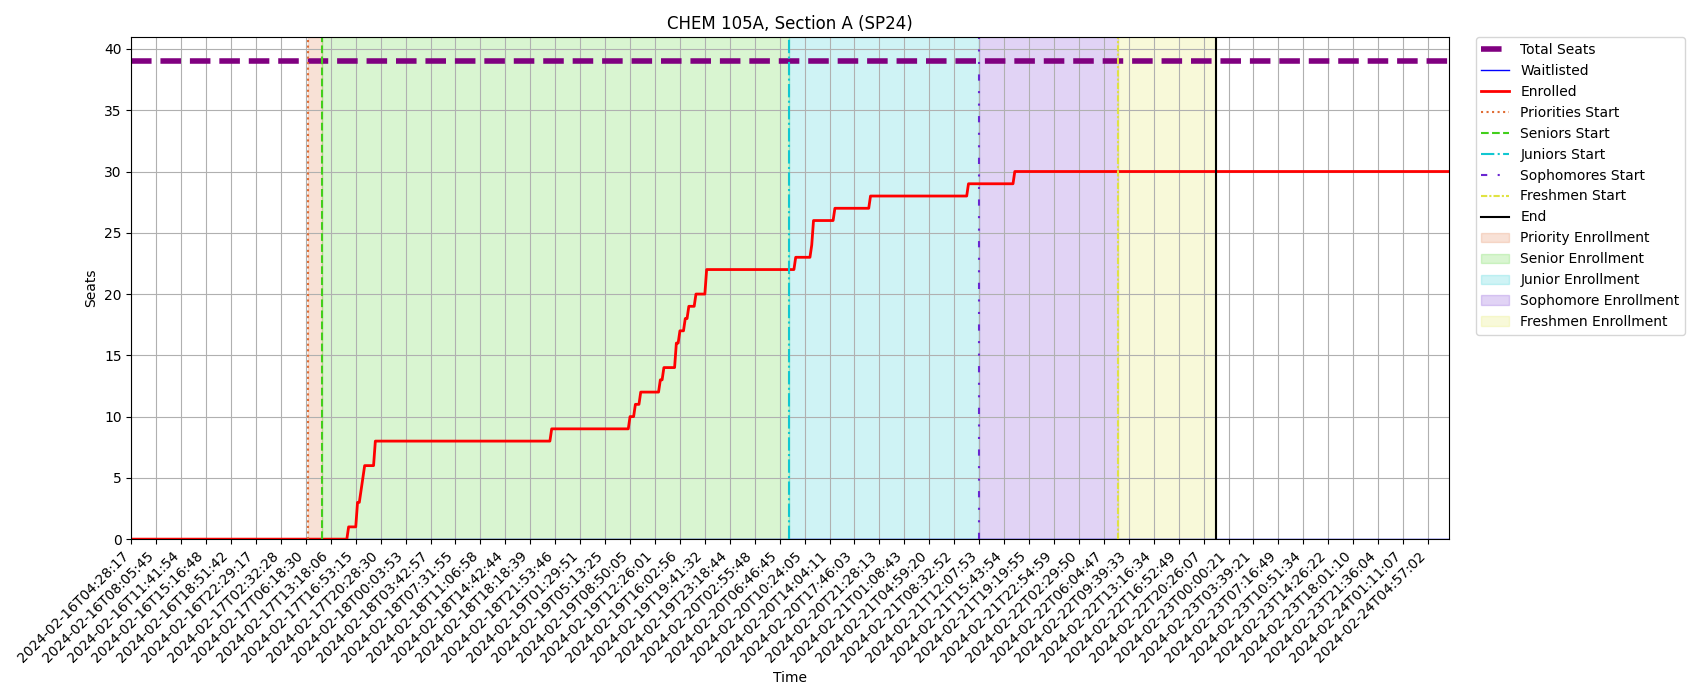 CHEM 105A, Section A (SP24)
Seats
40
35
30
25
20
15
10
5
0
2024-02-16T04:28:17
2024-02-16T08:05:45
2024-02-16T11:41:54
2024-02-16T15:16:48
2024-02-16T18:51:42
2024-02-16T22:29:17
2024-02-17T02:32:28
2024-02-17T06:18:30
2024-02-17T13:18:06
2024-02-17T16:53:15
2024-02-17T20:28:30
2024-02-18T00:03:53
2024-02-18T03:42:57
2024-02-18T07:31:55
2024-02-18T11:06:58
2024-02-18T14:42:44
2024-02-18T18:18:39
2024-02-18T21:53:46
2024-02-19T01:29:51
2024-02-19T05:13:25
2024-02-19T08:50:05
2024-02-19T12:26:01
2024-02-19T16:02:56
2024-02-19T19:41:32
2024-02-19T23:18:44
2024-02-20T02:55:48
2024-02-20T06:46:45
2024-02-20T10:24:05
2024-02-20T14:04:11
2024-02-20T17:46:03
2024-02-20T21:28:13
2024-02-21T01:08:43
2024-02-21T04:59:20
2024-02-21T08:32:52
2024-02-21T12:07:53
2024-02-21T15:43:54
2024-02-21T19:19:55
2024-02-21T22:54:59
2024-02-22T02:29:50
2024-02-22T06:04:47
2024-02-22T09:39:33
2024-02-22T13:16:34
2024-02-22T16:52:49
2024-02-22T20:26:07
2024-02-23T00:00:21
2024-02-23T03:39:21
2024-02-23T07:16:49
2024-02-23T10:51:34
2024-02-23T14:26:22
2024-02-23T18:01:10
2024-02-23T21:36:04
2024-02-24T01:11:07
2024-02-24T04:57:02
Time
Total Seats
Waitlisted
Enrolled
Priorities Start
Seniors Start
Juniors Start
Sophomores Start
Freshmen Start
End
Priority Enrollment
Senior Enrollment
Junior Enrollment
Sophomore Enrollment
Freshmen Enrollment